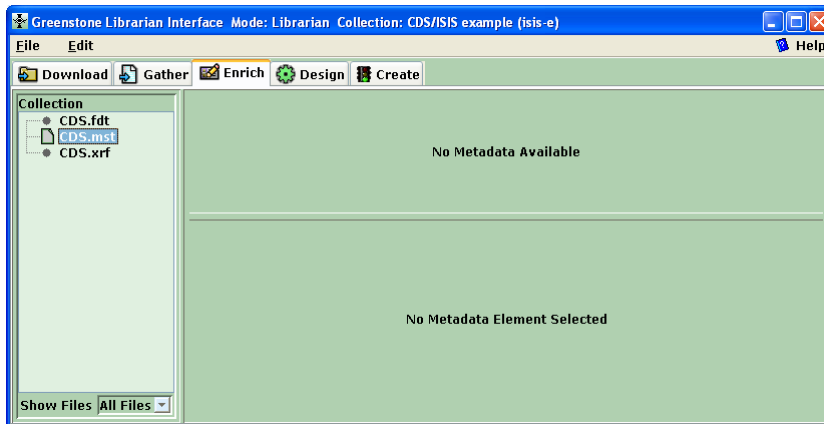 Greenstone Librarian Interface Mode: Librarian Collection: CDS/ISIS example (isis-e)
File Edit Help
Download Gather Enrich Design Create
Collection
CDS.fdt
CDS.mst
CDS.xrf
No Metadata Available
No Metadata Element Selected
Show Files All Files